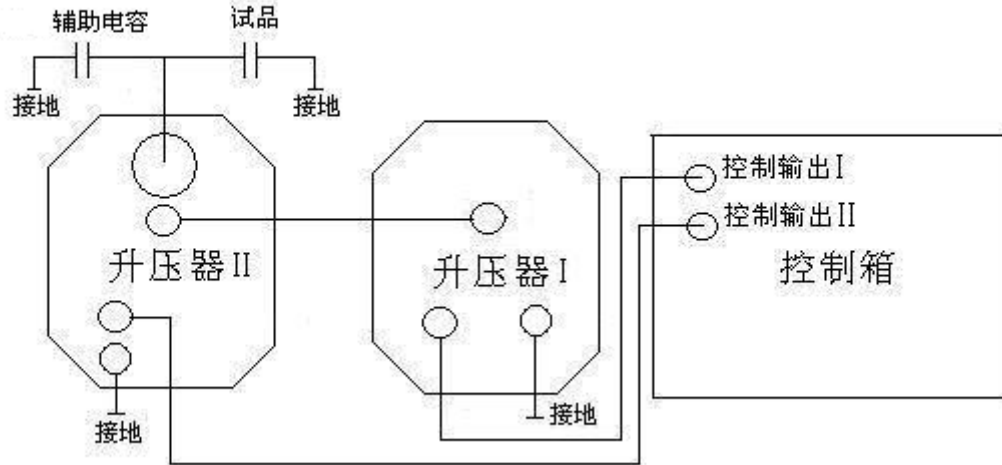 辅助电容
试品
接地
接地
控制输出I
控制输出II
升压器II
升压器I
控制箱
接地
接地